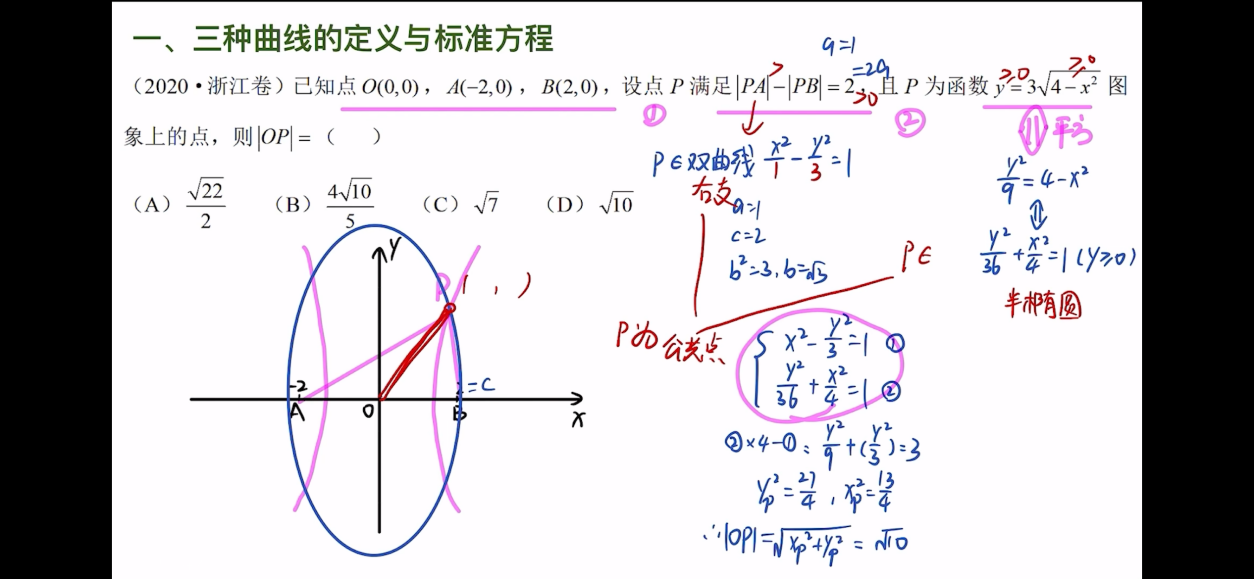 一、三种曲线的定义与标准方程
a=1
(2020·浙江卷)已知点 O(0,0)，A(−2,0)，B(2,0)，设点 P 满足|PA|−|PB|=2，且 P 为函数 y=3√(4−x²) 图
> =2a >0 ≥0 ≥0
① ②
象上的点，则|OP|=（ ）
平方
P∈双曲线 x²/1 − y²/3 =1
右支
y²/9 = 4−x²
(A) √22/2 (B) 4√10/5 (C) √7 (D) √10
a=1
c=2
b²=3, b=√3
P∈
y²/36 + x²/4 =1 (y≥0)
半椭圆
y
P( , )
P为公共点
{ x² − y²/3 =1 ①
y²/36 + x²/4 =1 ②
-2 2=c
A O B x
②×4−①: y²/9 + (y²/3) =3
yp² = 27/4, xp² = 13/4
∴|OP| = √(xp²+yp²) = √10